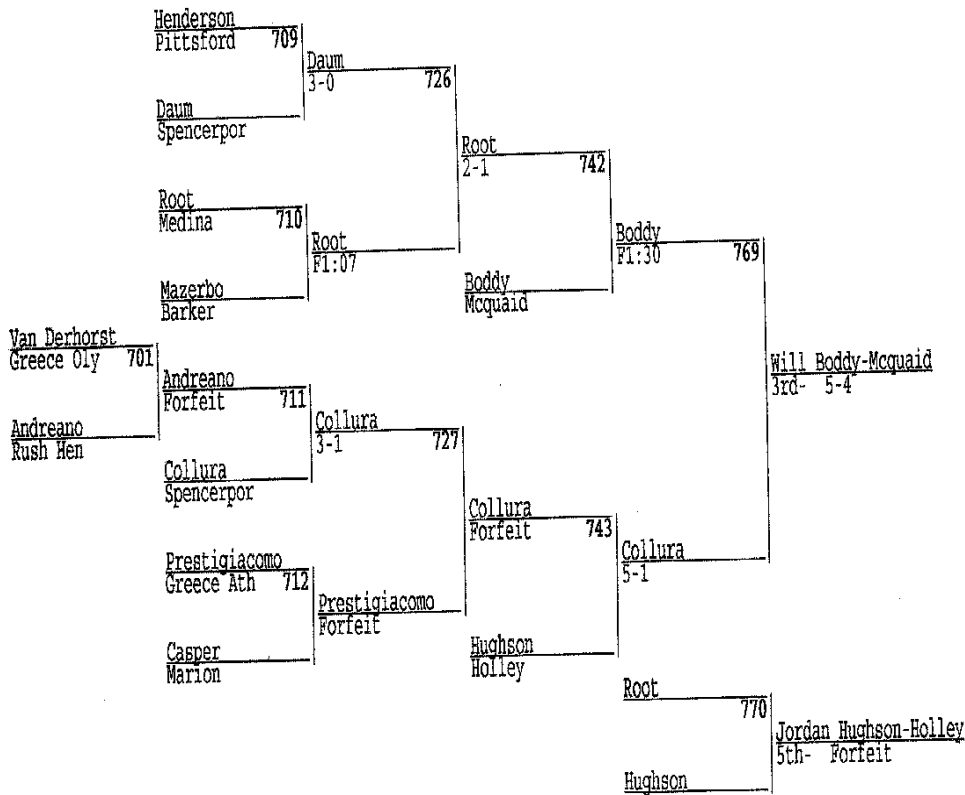 Henderson
Pittsford 709
Daum
3-0 726
Daum
Spencerpor
Root
2-1 742
Root
Medina 710
Root
F1:07
Boddy
F1:30 769
Mazerbo
Barker
Boddy
Mcquaid
Van Derhorst
Greece Oly 701
Will Boddy-Mcquaid
3rd- 5-4
Andreano
Forfeit 711
Andreano
Rush Hen
Collura
3-1 727
Collura
Spencerpor
Collura
Forfeit 743
Collura
5-1
Prestigiacomo
Greece Ath 712
Prestigiacomo
Forfeit
Casper
Marion
Hughson
Holley
Root
770
Jordan Hughson-Holley
5th- Forfeit
Hughson